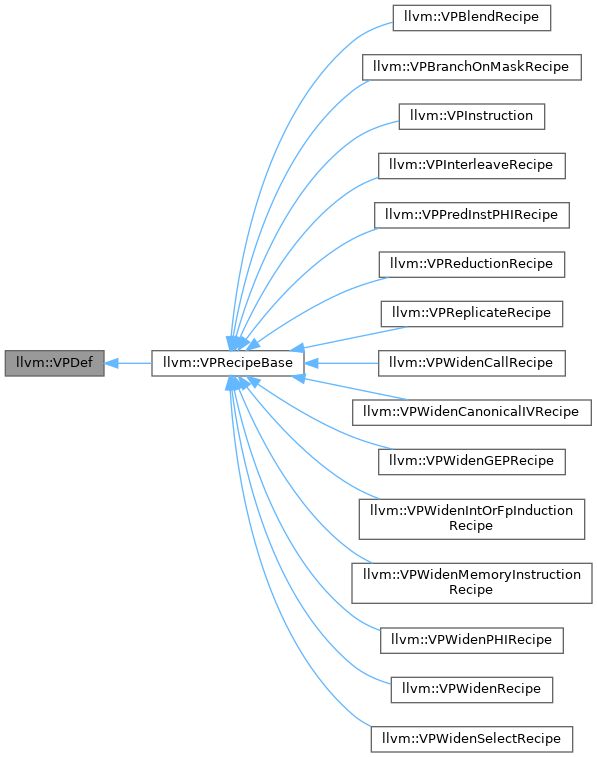 llvm::VPBlendRecipe
llvm::VPBranchOnMaskRecipe
llvm::VPInstruction
llvm::VPInterleaveRecipe
llvm::VPPredInstPHIRecipe
llvm::VPReductionRecipe
llvm::VPReplicateRecipe
llvm::VPDef
llvm::VPRecipeBase
llvm::VPWidenCallRecipe
llvm::VPWidenCanonicalIVRecipe
llvm::VPWidenGEPRecipe
llvm::VPWidenIntOrFpInduction
Recipe
llvm::VPWidenMemoryInstruction
Recipe
llvm::VPWidenPHIRecipe
llvm::VPWidenRecipe
llvm::VPWidenSelectRecipe